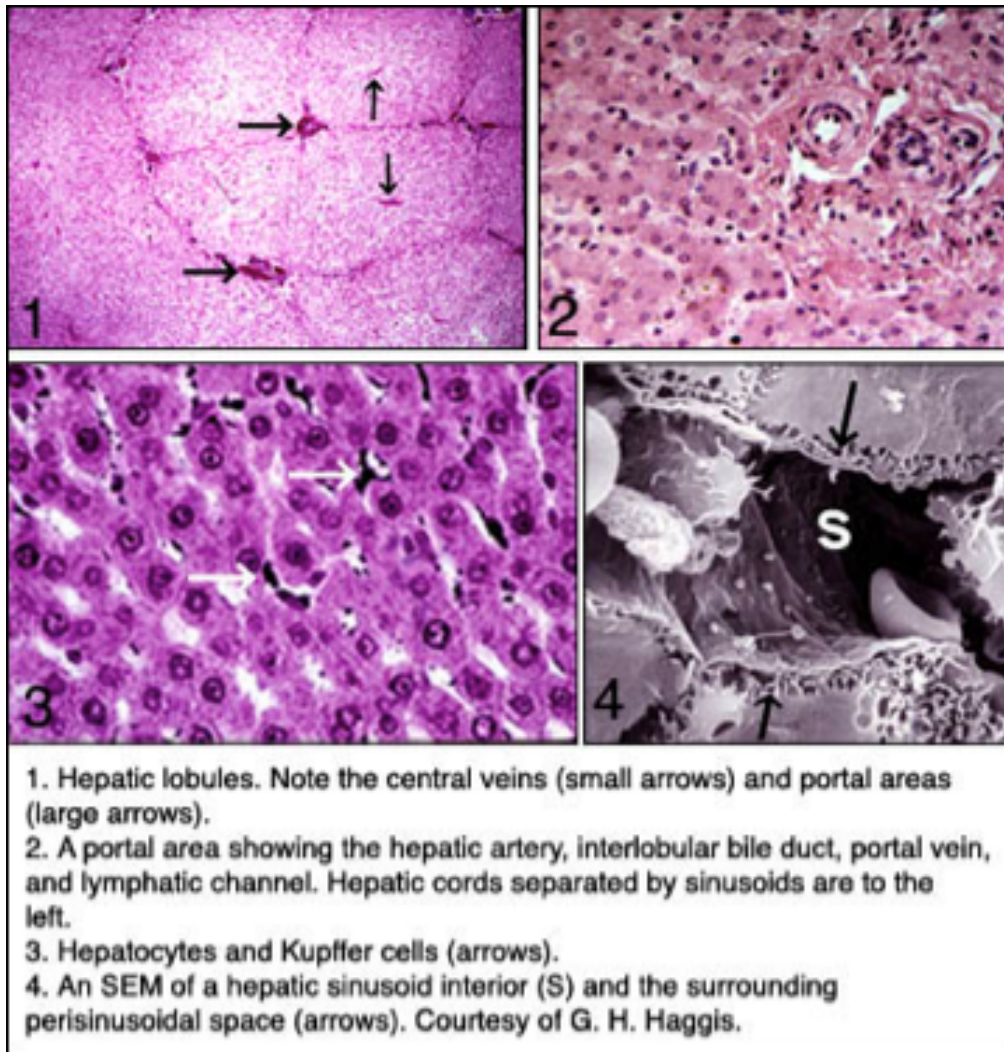 1
2
3
S
4
1. Hepatic lobules. Note the central veins (small arrows) and portal areas
(large arrows).
2. A portal area showing the hepatic artery, interlobular bile duct, portal vein,
and lymphatic channel. Hepatic cords separated by sinusoids are to the
left.
3. Hepatocytes and Kupffer cells (arrows).
4. An SEM of a hepatic sinusoid interior (S) and the surrounding
perisinusoidal space (arrows). Courtesy of G. H. Haggis.